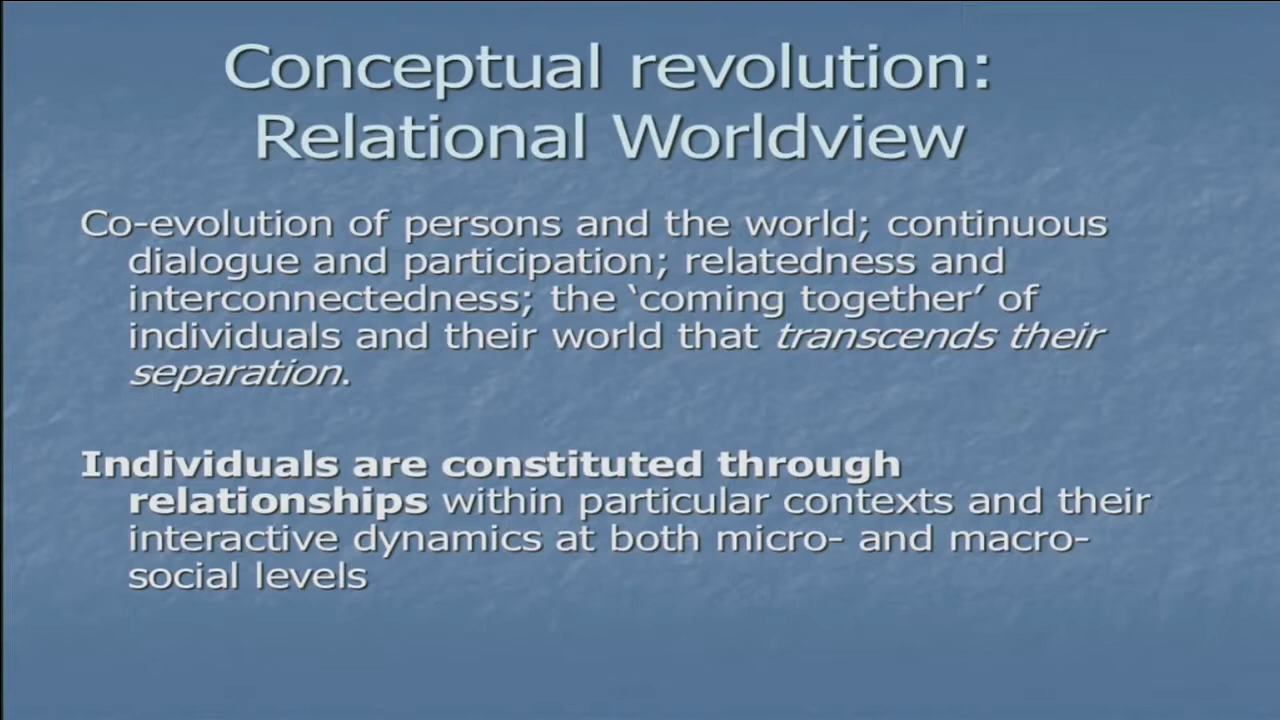 Conceptual revolution:
Relational Worldview
Co-evolution of persons and the world; continuous
dialogue and participation; relatedness and
interconnectedness; the ‘coming together’ of
individuals and their world that transcends their
separation.
Individuals are constituted through
relationships within particular contexts and their
interactive dynamics at both micro- and macro-
social levels